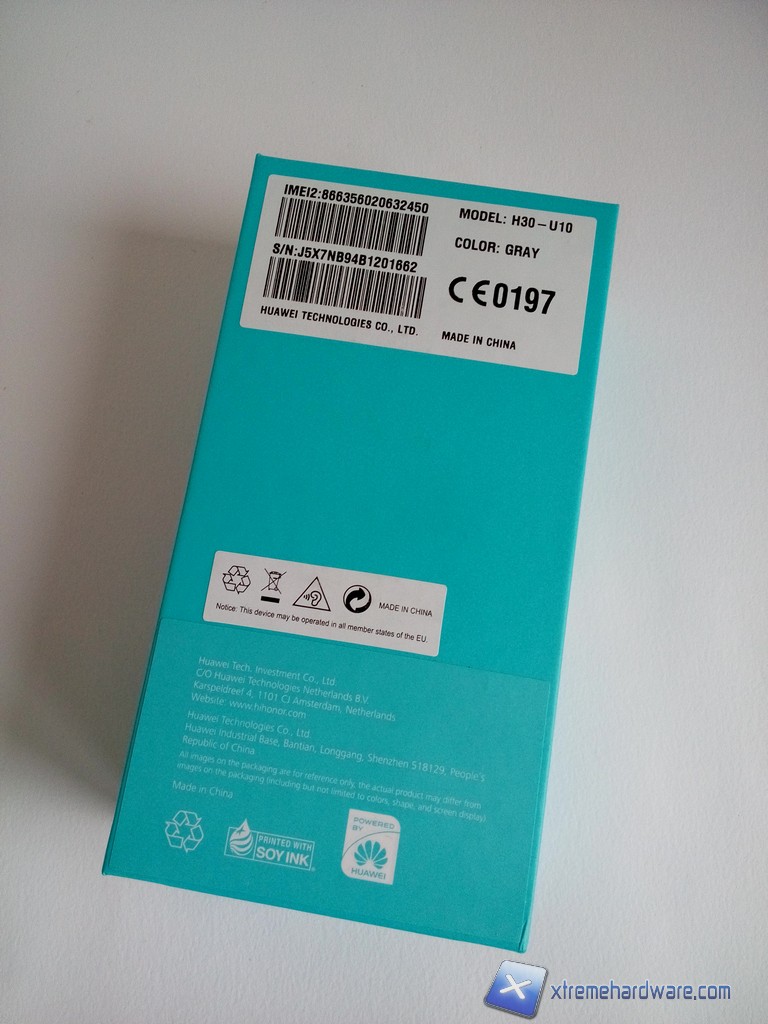 IMEI2:866356020632450
S/N:J5X7NB94B1201662
HUAWEI TECHNOLOGIES CO., LTD.
MODEL: H30-U10
COLOR: GRAY
CE0197
MADE IN CHINA
MADE IN CHINA
Notice: This device may be operated in all member states of the EU.
Huawei Tech. Investment Co., Ltd
C/O Huawei Technologies Netherlands B.V.
Karspeldreef 4, 1101 CJ Amsterdam, Netherlands
Website: www.hihonor.com
Huawei Technologies Co., Ltd
Huawei Industrial Base, Bantian, Longgang, Shenzhen 518129, People's
Republic of China
All images on the packaging are for reference only, the actual product may differ from
images on the packaging (including but not limited to colors, shape, and screen display)
Made in China
PRINTED WITH
SOY INK
POWERED
BY
HUAWEI
xtremehardware.com